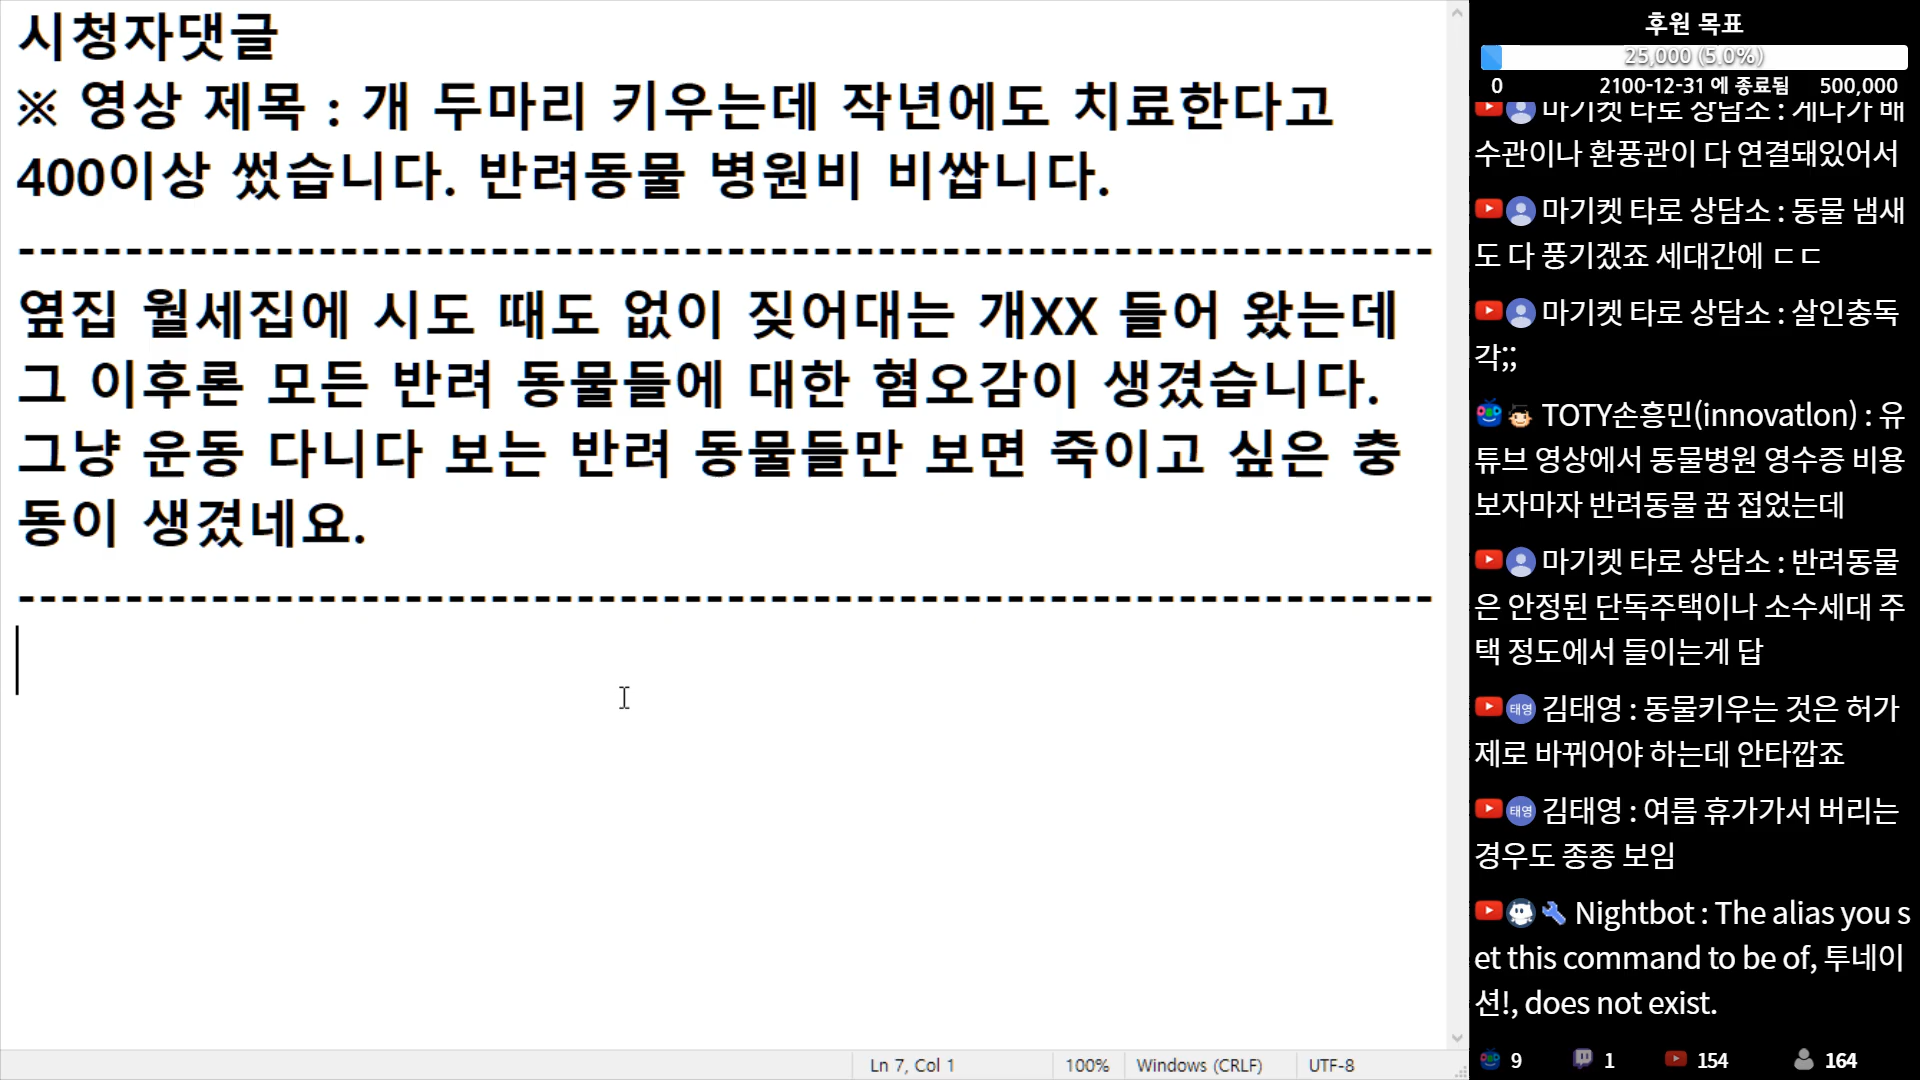 시청자댓글
※ 영상 제목 : 개 두마리 키우는데 작년에도 치료한다고
400이상 썼습니다. 반려동물 병원비 비쌉니다.
------------------------------------------------------------------
옆집 월세집에 시도 때도 없이 짖어대는 개XX 들어 왔는데
그 이후론 모든 반려 동물들에 대한 혐오감이 생겼습니다.
그냥 운동 다니다 보는 반려 동물들만 보면 죽이고 싶은 충
동이 생겼네요.
------------------------------------------------------------------
Ln 7, Col 1 100% Windows (CRLF) UTF-8
후원 목표
25,000 (5.0%)
0 2100-12-31 에 종료됨 500,000
마기켓 타로 상담소 : 게다가 배
수관이나 환풍관이 다 연결돼있어서
마기켓 타로 상담소 : 동물 냄새
도 다 풍기겠죠 세대간에 ㄷㄷ
마기켓 타로 상담소 : 살인충독
각;;
TOTY손흥민(innovatlon) : 유
튜브 영상에서 동물병원 영수증 비용
보자마자 반려동물 꿈 접었는데
마기켓 타로 상담소 : 반려동물
은 안정된 단독주택이나 소수세대 주
택 정도에서 들이는게 답
태영 김태영 : 동물키우는 것은 허가
제로 바뀌어야 하는데 안타깝죠
태영 김태영 : 여름 휴가가서 버리는
경우도 종종 보임
Nightbot : The alias you s
et this command to be of, 투네이
션!, does not exist.
9 1 154 164